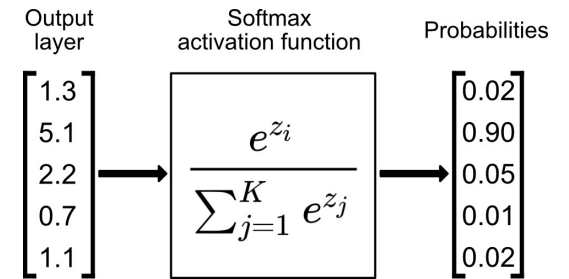 Output
layer
Softmax
activation function
Probabilities
1.3
5.1
2.2
0.7
1.1
e^{z_i}
∑_{j=1}^{K} e^{z_j}
0.02
0.90
0.05
0.01
0.02